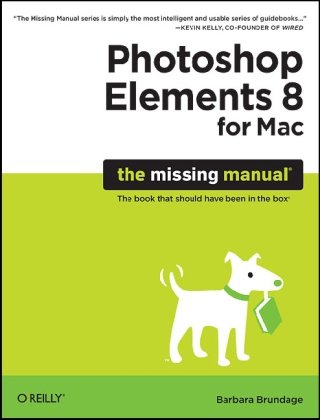 "The Missing Manual series is simply the most intelligent and usable series of guidebooks..."
—KEVIN KELLY, CO-FOUNDER OF WIRED
Photoshop
Elements 8
for Mac
the missing manual®
The book that should have been in the box®
™
O'REILLY®
Barbara Brundage